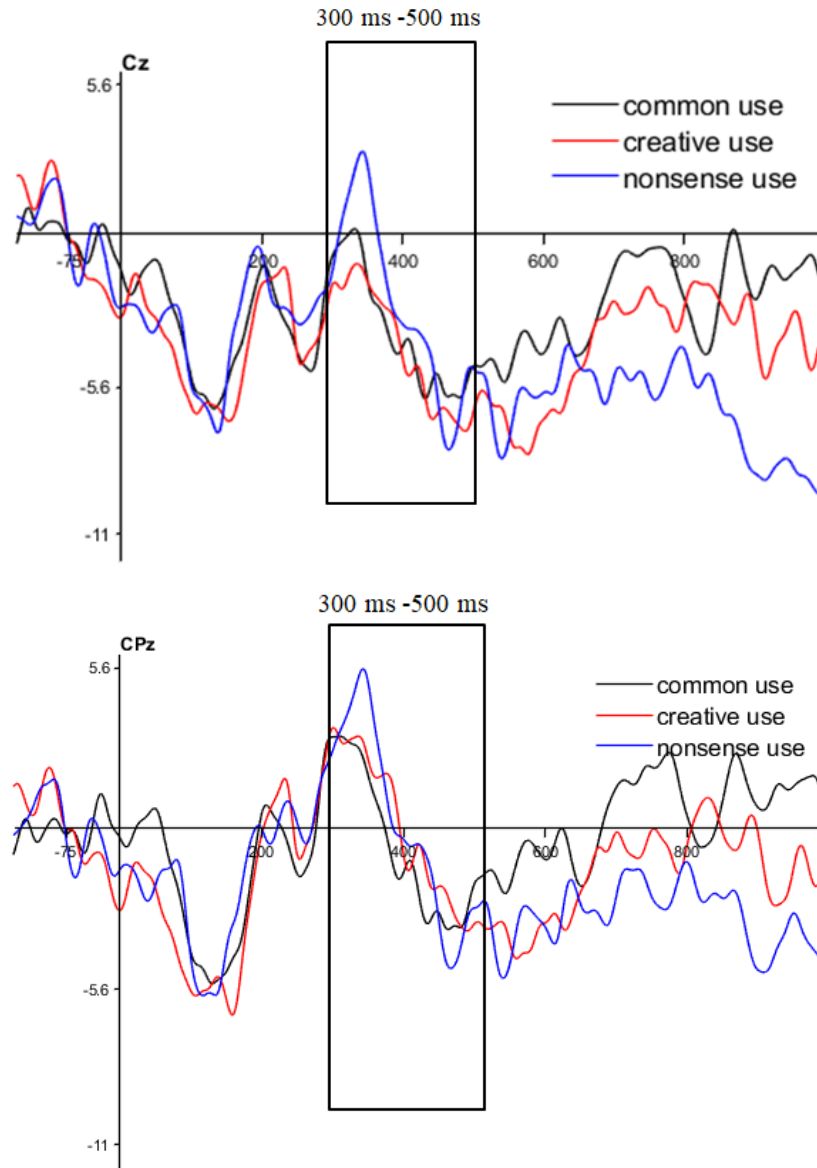 300 ms -500 ms
Cz
5.6
common use
creative use
nonsense use
-75 200 400 600 800
-5.6
-11
300 ms -500 ms
CPz
5.6
common use
creative use
nonsense use
-75 200 400 600 800
-5.6
-11